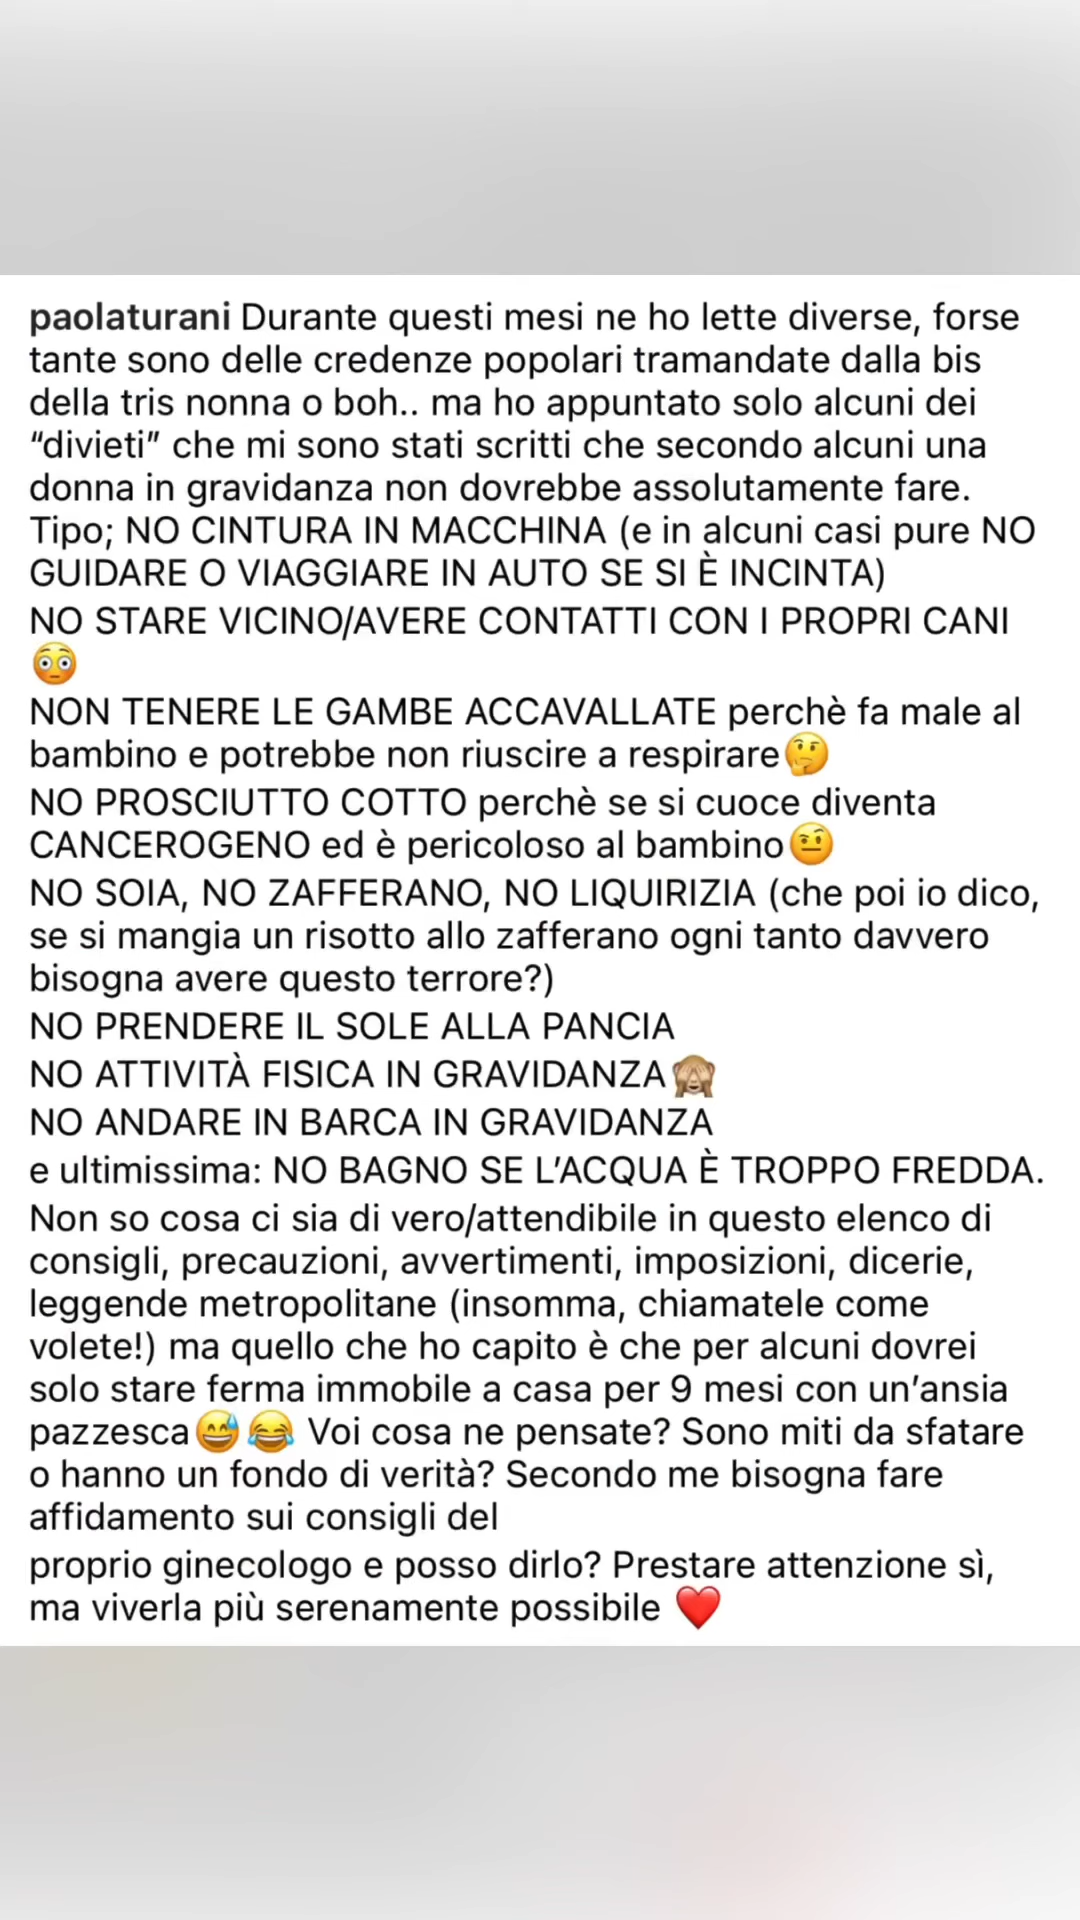 paolaturani Durante questi mesi ne ho lette diverse, forse
tante sono delle credenze popolari tramandate dalla bis
della tris nonna o boh.. ma ho appuntato solo alcuni dei
“divieti” che mi sono stati scritti che secondo alcuni una
donna in gravidanza non dovrebbe assolutamente fare.
Tipo; NO CINTURA IN MACCHINA (e in alcuni casi pure NO
GUIDARE O VIAGGIARE IN AUTO SE SI È INCINTA)
NO STARE VICINO/AVERE CONTATTI CON I PROPRI CANI
😳
NON TENERE LE GAMBE ACCAVALLATE perchè fa male al
bambino e potrebbe non riuscire a respirare🤔
NO PROSCIUTTO COTTO perchè se si cuoce diventa
CANCEROGENO ed è pericoloso al bambino🤨
NO SOIA, NO ZAFFERANO, NO LIQUIRIZIA (che poi io dico,
se si mangia un risotto allo zafferano ogni tanto davvero
bisogna avere questo terrore?)
NO PRENDERE IL SOLE ALLA PANCIA
NO ATTIVITÀ FISICA IN GRAVIDANZA🙈
NO ANDARE IN BARCA IN GRAVIDANZA
e ultimissima: NO BAGNO SE L’ACQUA È TROPPO FREDDA.
Non so cosa ci sia di vero/attendibile in questo elenco di
consigli, precauzioni, avvertimenti, imposizioni, dicerie,
leggende metropolitane (insomma, chiamatele come
volete!) ma quello che ho capito è che per alcuni dovrei
solo stare ferma immobile a casa per 9 mesi con un’ansia
pazzesca😅😂 Voi cosa ne pensate? Sono miti da sfatare
o hanno un fondo di verità? Secondo me bisogna fare
affidamento sui consigli del
proprio ginecologo e posso dirlo? Prestare attenzione sì,
ma viverla più serenamente possibile ❤️